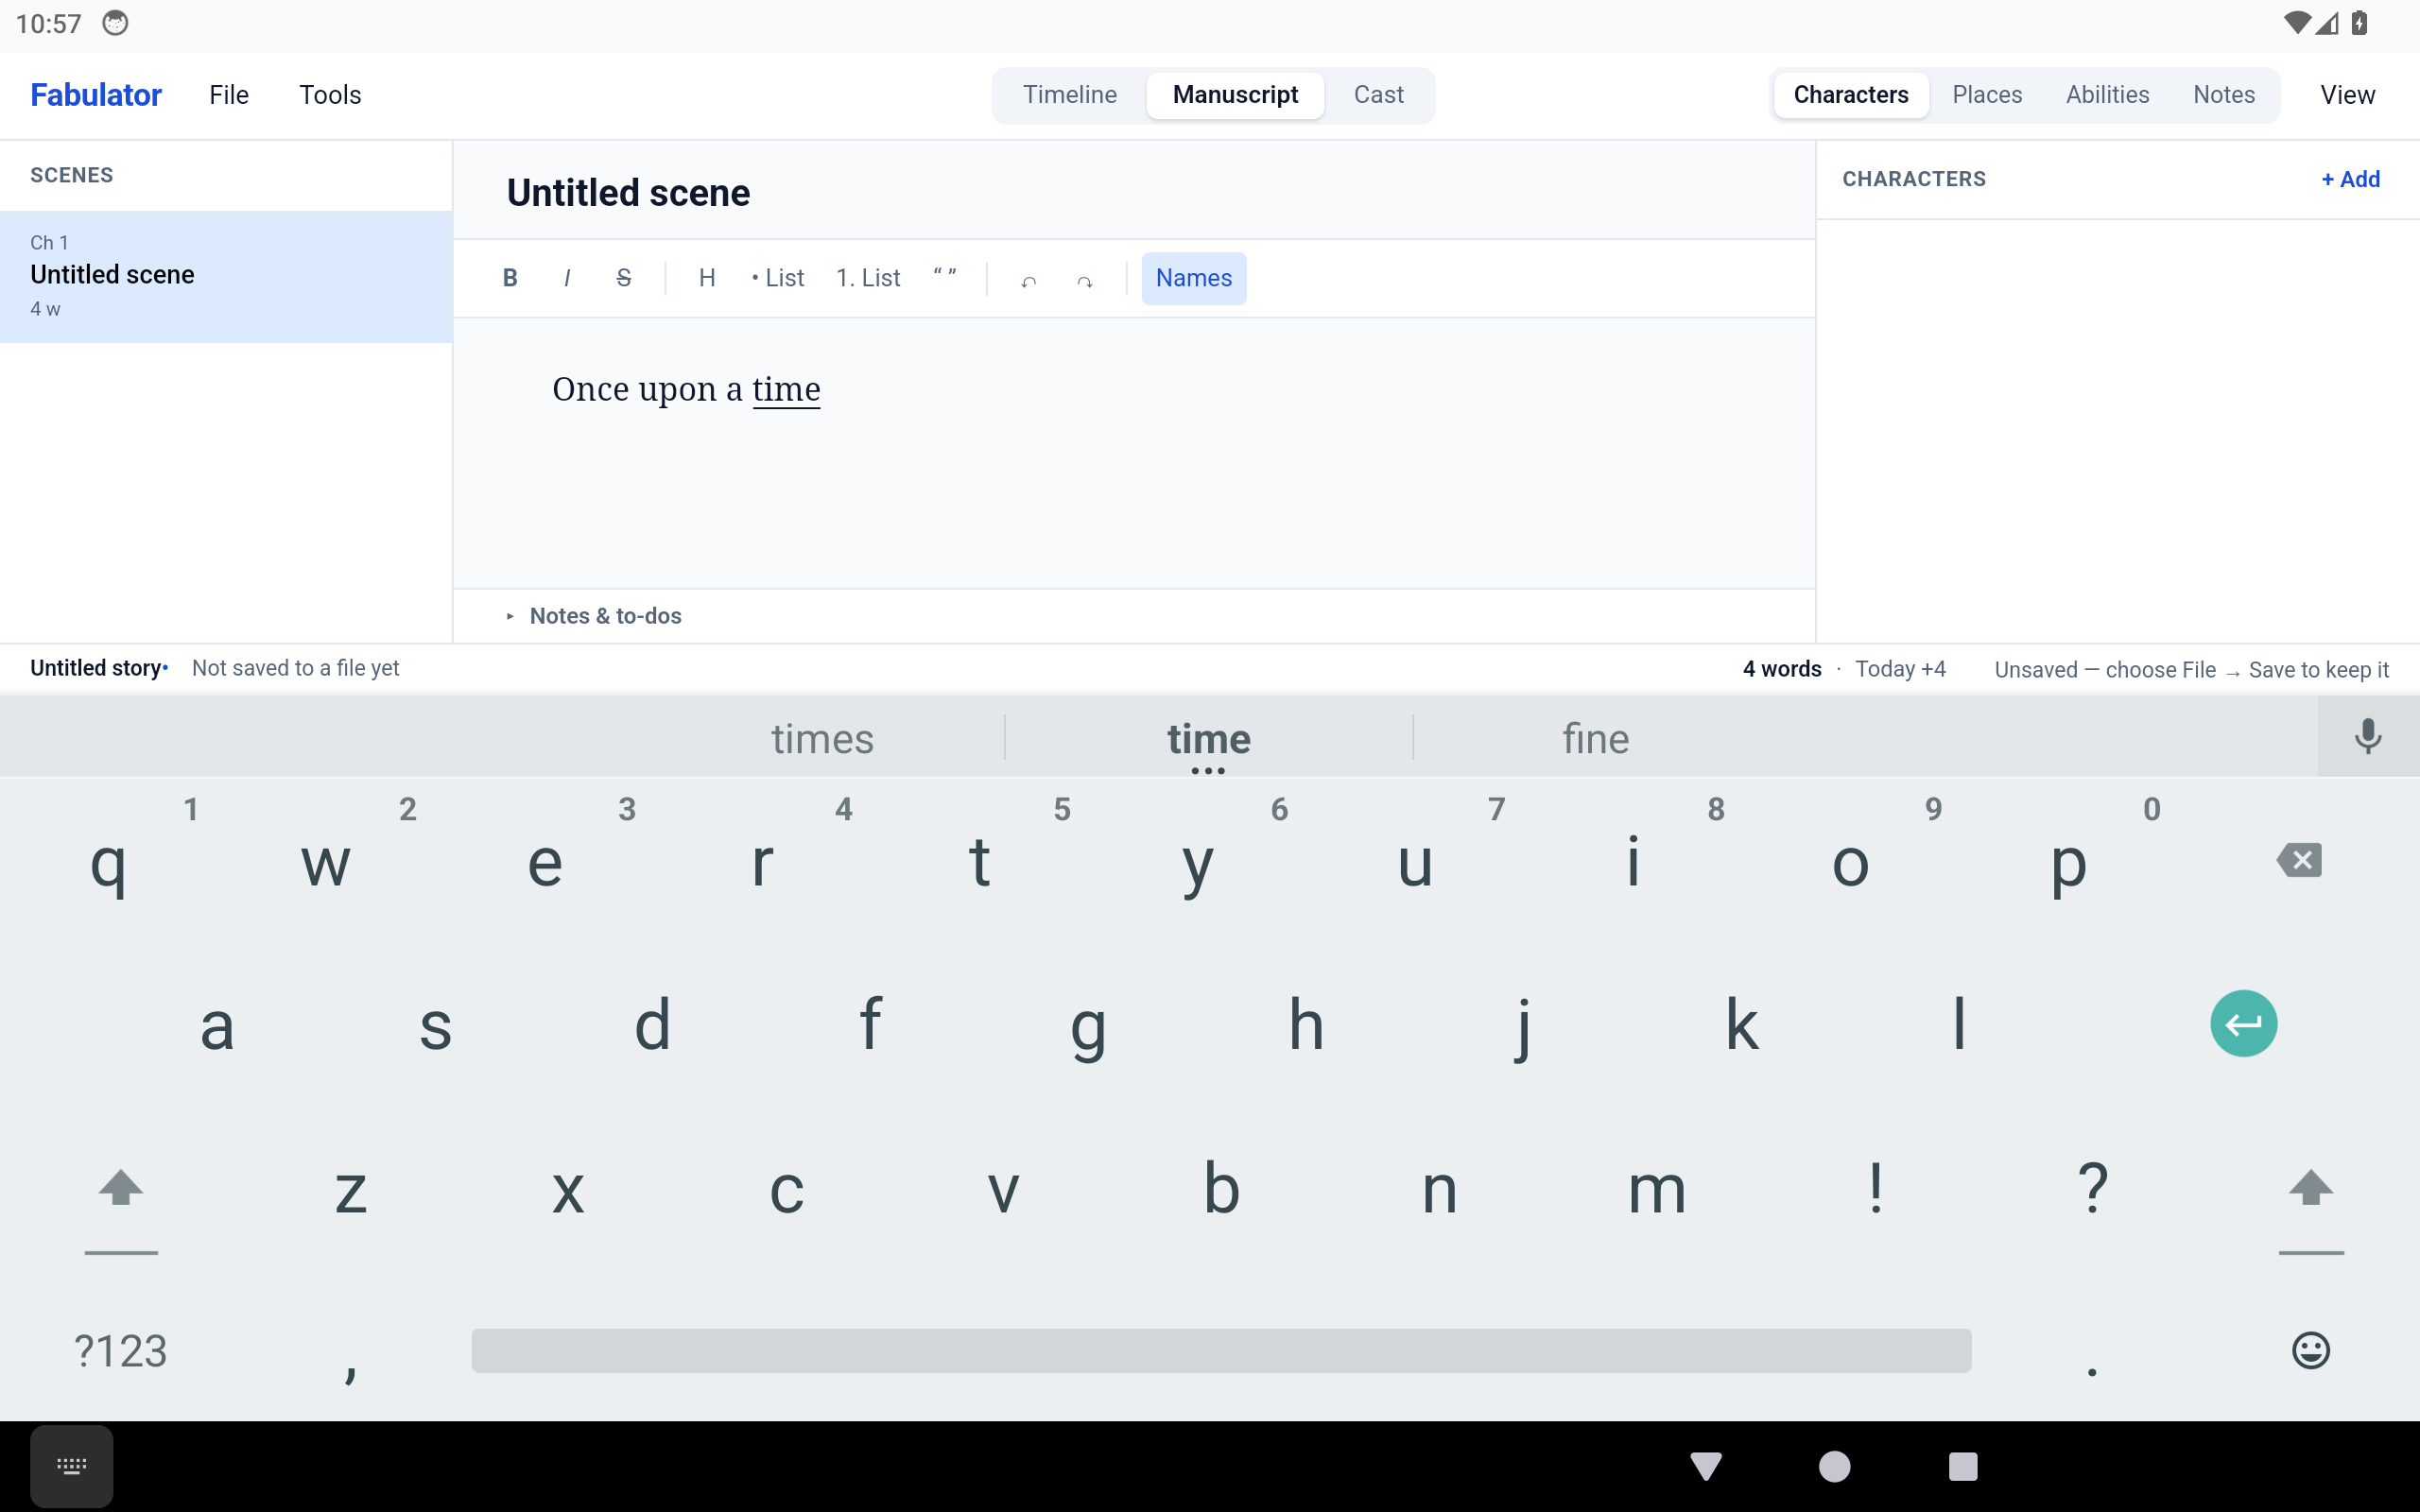 10:57
Fabulator File Tools Timeline Manuscript Cast Characters Places Abilities Notes View
SCENES
Ch 1
Untitled scene
4 w
Untitled scene
B I S H • List 1. List “ ” Names
Once upon a time
▸ Notes & to-dos
CHARACTERS + Add
Untitled story• Not saved to a file yet 4 words · Today +4 Unsaved — choose File → Save to keep it
times time fine
1 2 3 4 5 6 7 8 9 0
q w e r t y u i o p
a s d f g h j k l
z x c v b n m ! ?
?123 , .